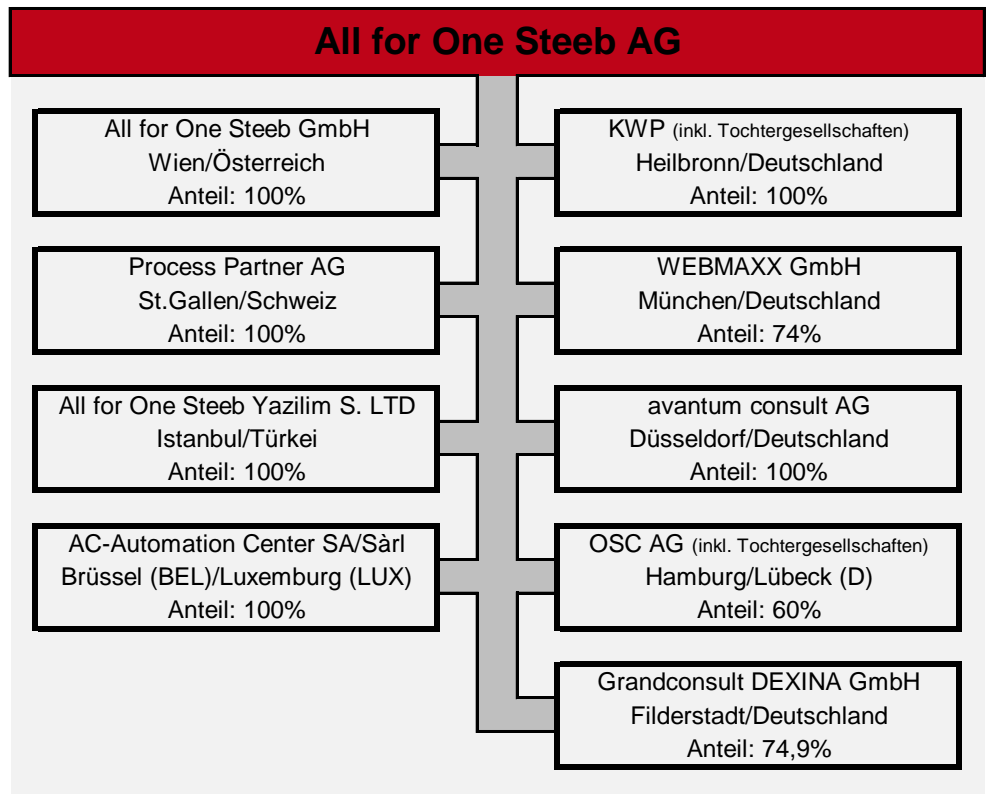 All for One Steeb AG
All for One Steeb GmbH
Wien/Österreich
Anteil: 100%
KWP (inkl. Tochtergesellschaften)
Heilbronn/Deutschland
Anteil: 100%
Process Partner AG
St.Gallen/Schweiz
Anteil: 100%
WEBMAXX GmbH
München/Deutschland
Anteil: 74%
All for One Steeb Yazilim S. LTD
Istanbul/Türkei
Anteil: 100%
avantum consult AG
Düsseldorf/Deutschland
Anteil: 100%
AC-Automation Center SA/Sàrl
Brüssel (BEL)/Luxemburg (LUX)
Anteil: 100%
OSC AG (inkl. Tochtergesellschaften)
Hamburg/Lübeck (D)
Anteil: 60%
Grandconsult DEXINA GmbH
Filderstadt/Deutschland
Anteil: 74,9%